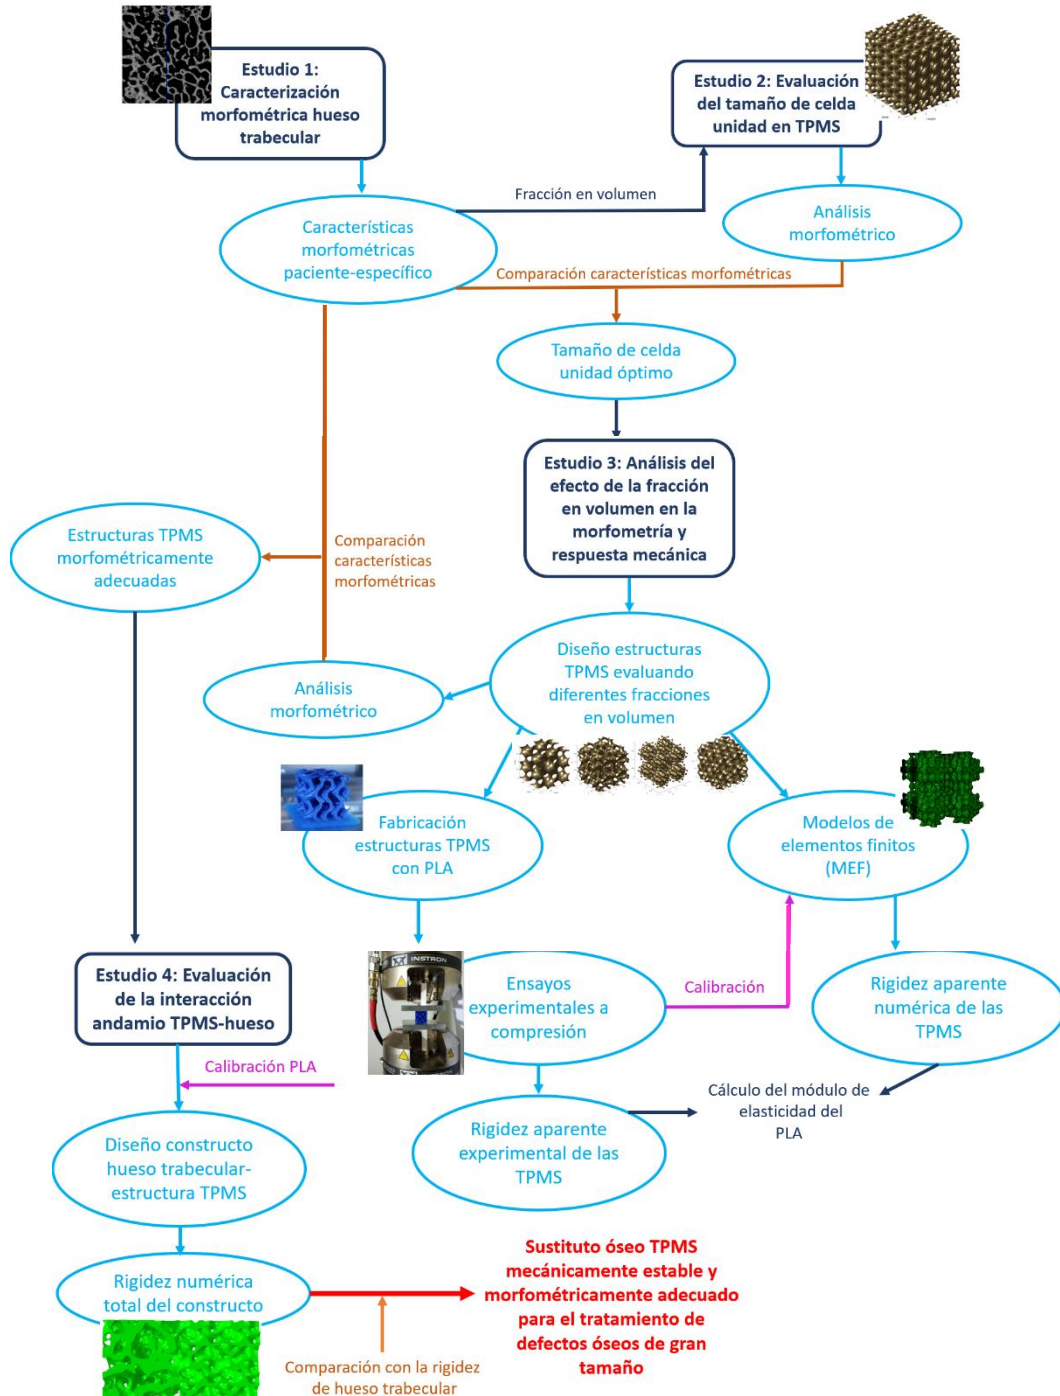 Estudio 1:
Caracterización
morfométrica hueso
trabecular
Estudio 2: Evaluación
del tamaño de celda
unidad en TPMS
Fracción en volumen
Características
morfométricas
paciente-específico
Análisis
morfométrico
Comparación características morfométricas
Tamaño de celda
unidad óptimo
Estudio 3: Análisis del
efecto de la fracción
en volumen en la
morfometría y
respuesta mecánica
Estructuras TPMS
morfométricamente
adecuadas
Comparación
características
morfométricas
Diseño estructuras
TPMS evaluando
diferentes fracciones
en volumen
Análisis
morfométrico
Fabricación
estructuras TPMS
con PLA
Modelos de
elementos finitos
(MEF)
INSTRON
Ensayos
experimentales a
compresión
Calibración
Rigidez aparente
numérica de las
TPMS
Estudio 4: Evaluación
de la interacción
andamio TPMS-hueso
Calibración PLA
Cálculo del módulo de
elasticidad del
PLA
Rigidez aparente
experimental de las
TPMS
Diseño constructo
hueso trabecular-
estructura TPMS
Rigidez numérica
total del constructo
Sustituto óseo TPMS
mecánicamente estable y
morfométricamente adecuado
para el tratamiento de
defectos óseos de gran
tamaño
Comparación con la rigidez
de hueso trabecular